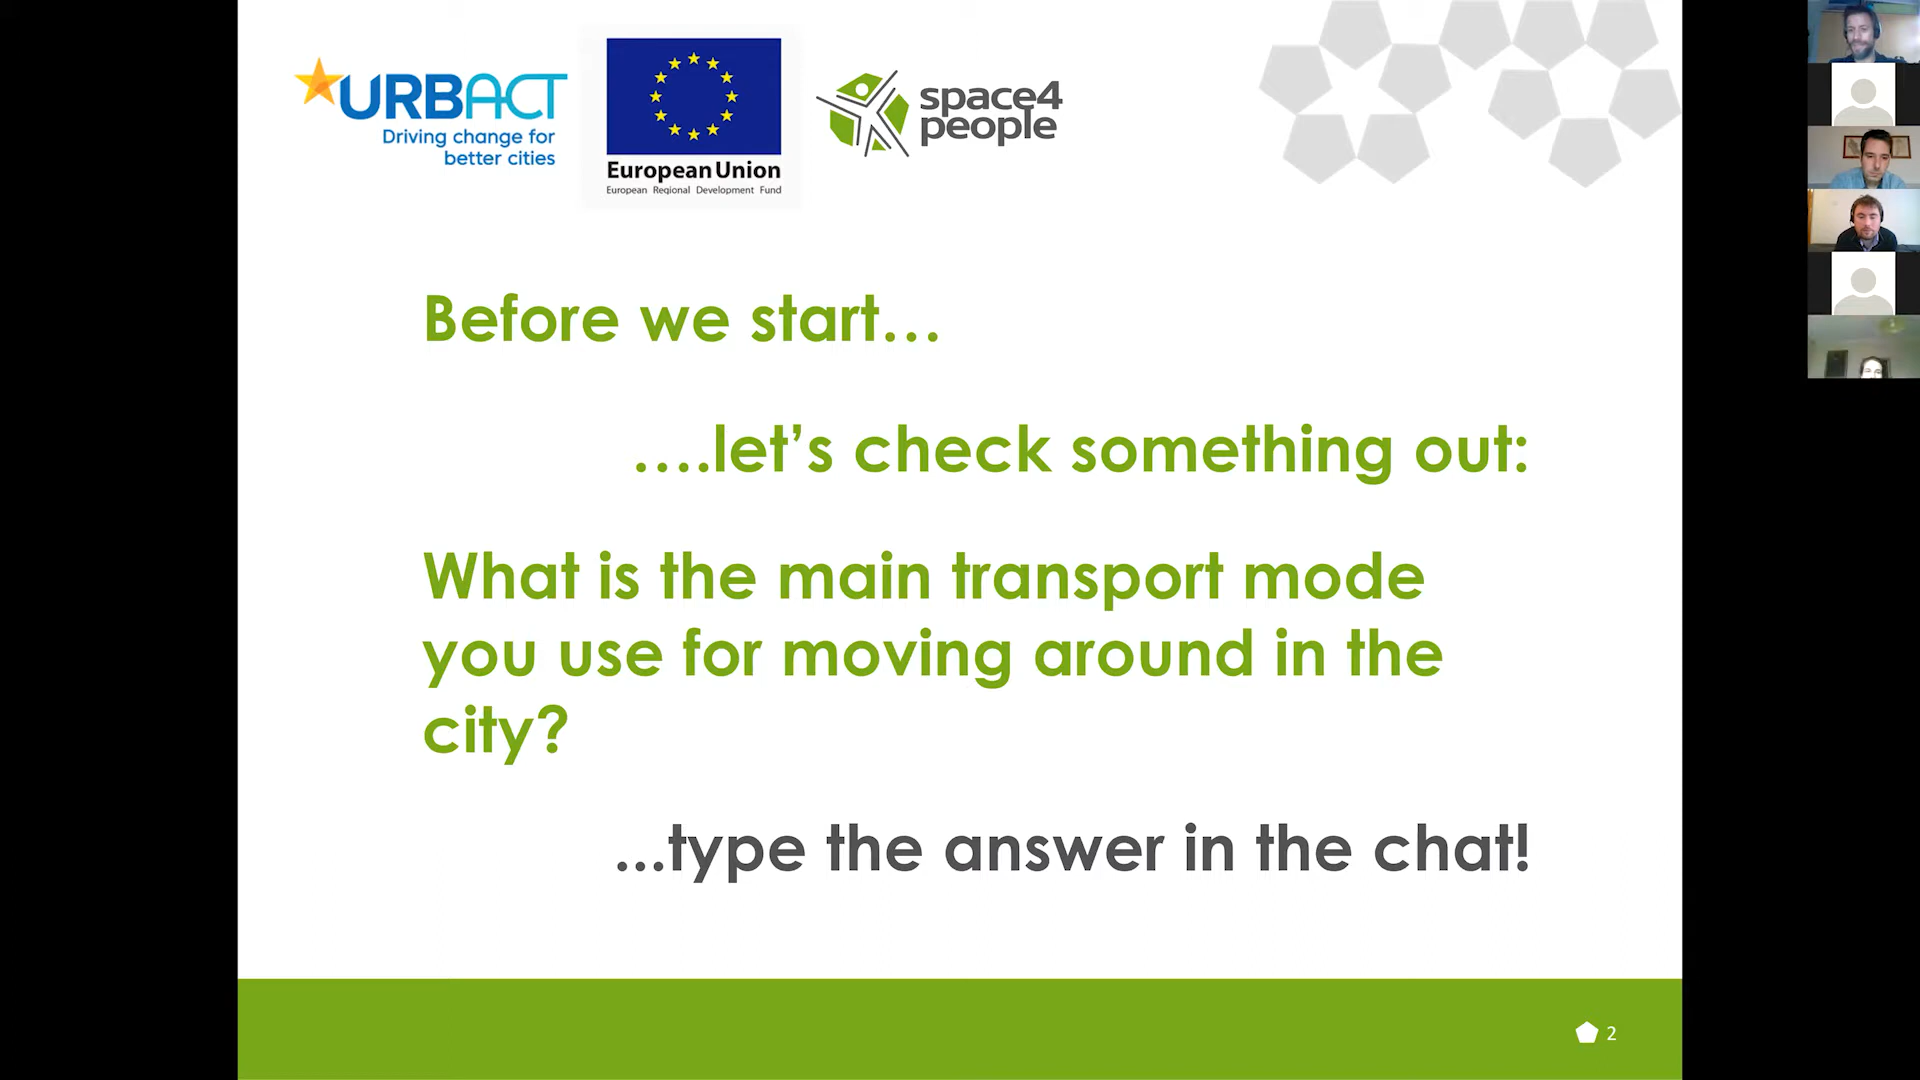 URBACT
Driving change for
better cities
European Union
European Regional Development Fund
space4
people
Before we start…
….let’s check something out:
What is the main transport mode
you use for moving around in the
city?
...type the answer in the chat!
2